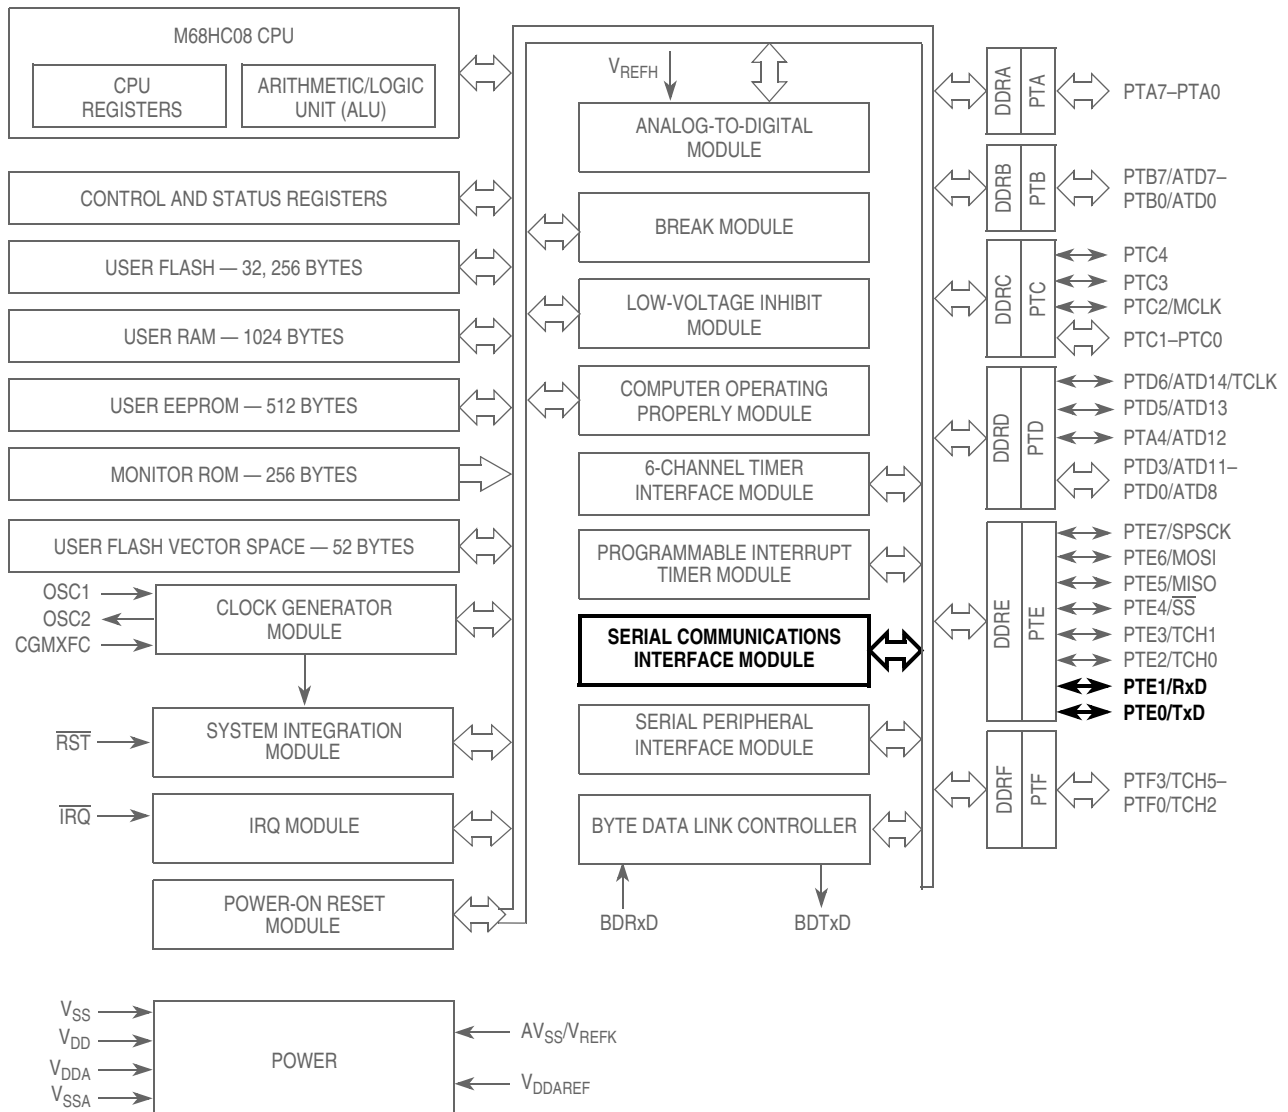 M68HC08 CPU
CPU
REGISTERS
ARITHMETIC/LOGIC
UNIT (ALU)
CONTROL AND STATUS REGISTERS
USER FLASH — 32, 256 BYTES
USER RAM — 1024 BYTES
USER EEPROM — 512 BYTES
MONITOR ROM — 256 BYTES
USER FLASH VECTOR SPACE — 52 BYTES
OSC1
OSC2
CGMXFC
CLOCK GENERATOR
MODULE
RST
SYSTEM INTEGRATION
MODULE
IRQ
IRQ MODULE
POWER-ON RESET
MODULE
VSS
VDD
VDDA
VSSA
POWER
AVSS/VREFK
VDDAREF
VREFH
ANALOG-TO-DIGITAL
MODULE
BREAK MODULE
LOW-VOLTAGE INHIBIT
MODULE
COMPUTER OPERATING
PROPERLY MODULE
6-CHANNEL TIMER
INTERFACE MODULE
PROGRAMMABLE INTERRUPT
TIMER MODULE
SERIAL COMMUNICATIONS
INTERFACE MODULE
SERIAL PERIPHERAL
INTERFACE MODULE
BYTE DATA LINK CONTROLLER
BDRxD
BDTxD
DDRA
PTA
PTA7–PTA0
DDRB
PTB
PTB7/ATD7–
PTB0/ATD0
DDRC
PTC
PTC4
PTC3
PTC2/MCLK
PTC1–PTC0
DDRD
PTD
PTD6/ATD14/TCLK
PTD5/ATD13
PTA4/ATD12
PTD3/ATD11–
PTD0/ATD8
DDRE
PTE
PTE7/SPSCK
PTE6/MOSI
PTE5/MISO
PTE4/SS
PTE3/TCH1
PTE2/TCH0
PTE1/RxD
PTE0/TxD
DDRF
PTF
PTF3/TCH5–
PTF0/TCH2